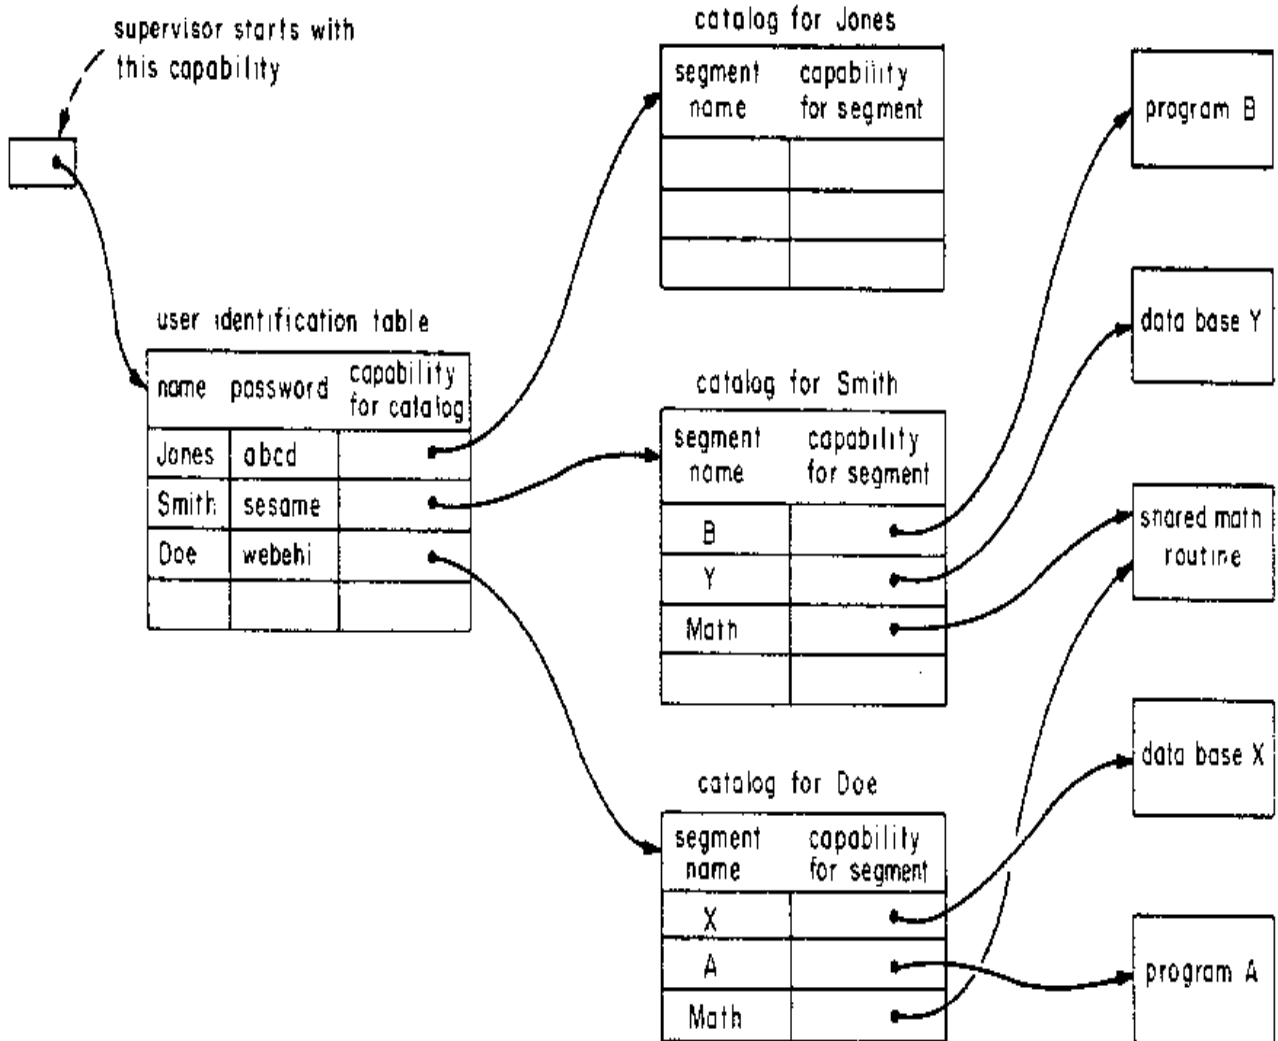 supervisor starts with
this capability
user identification table
name password capability
for catalog
Jones abcd
Smith sesame
Doe webehi
catalog for Jones
segment capability
name for segment
catalog for Smith
segment capability
name for segment
B
Y
Math
catalog for Doe
segment capability
name for segment
X
A
Math
program B
data base Y
shared math
routine
data base X
program A